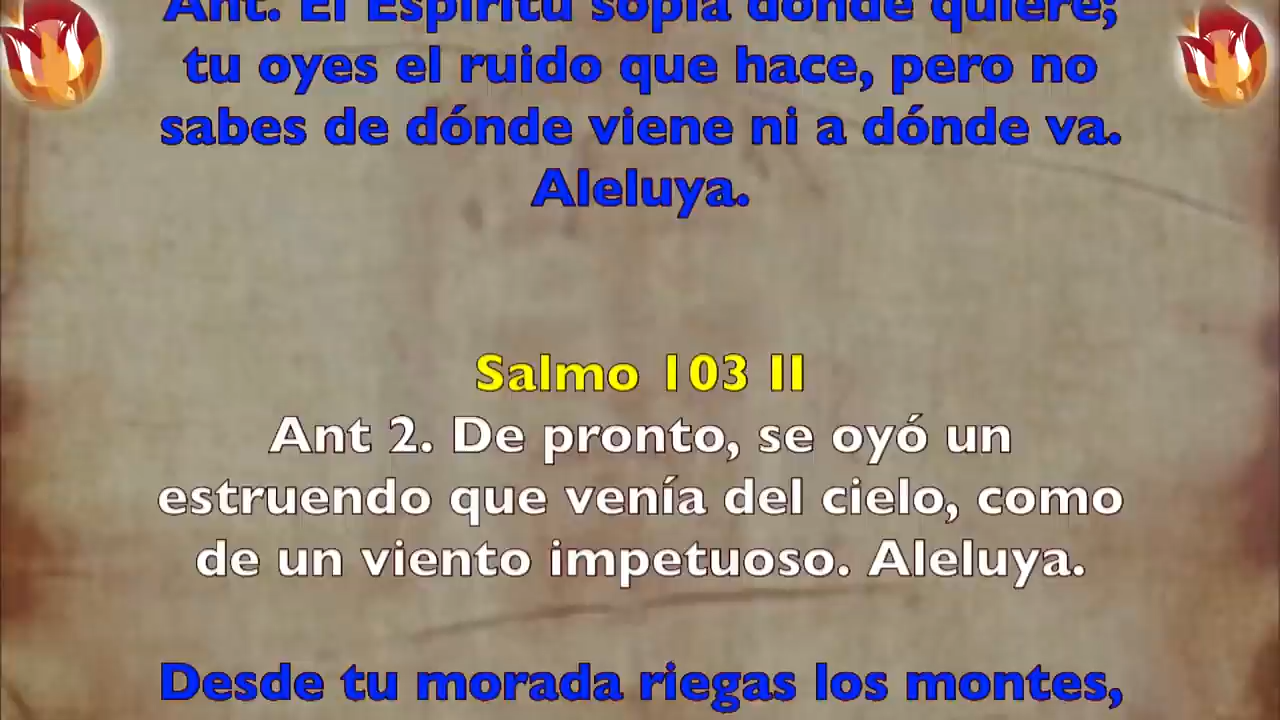 Ant. El Espíritu sopla donde quiere;
tu oyes el ruido que hace, pero no
sabes de dónde viene ni a dónde va.
Aleluya.
Salmo 103 II
Ant 2. De pronto, se oyó un
estruendo que venía del cielo, como
de un viento impetuoso. Aleluya.
Desde tu morada riegas los montes,